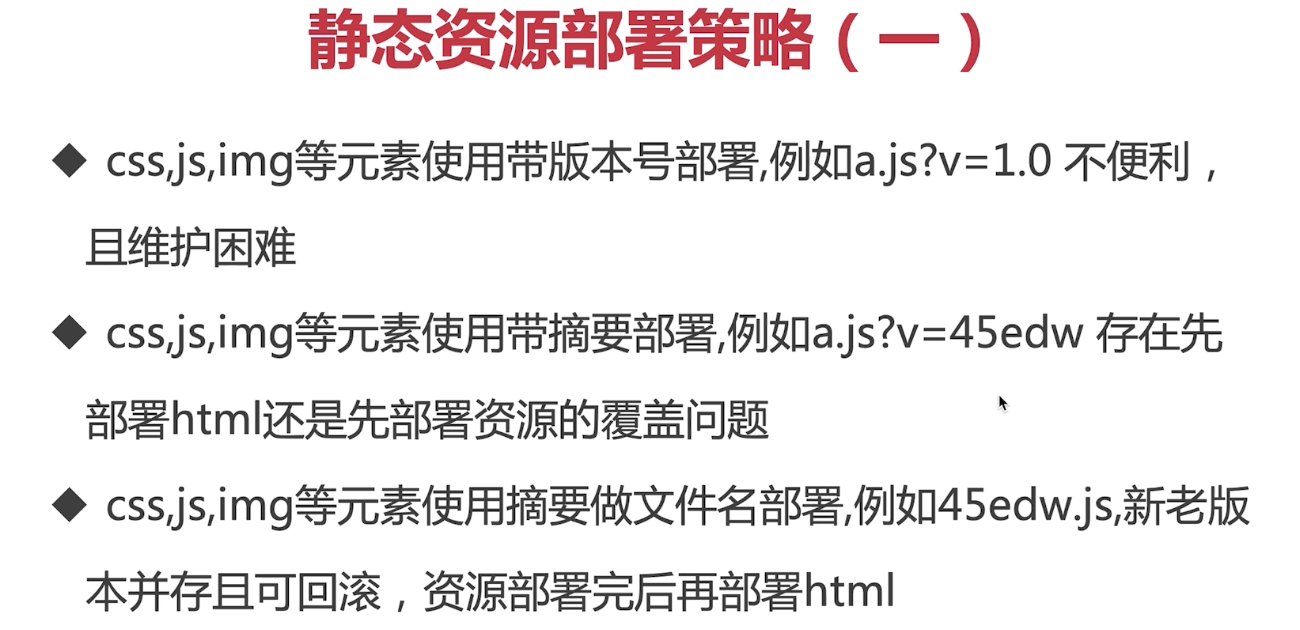 静态资源部署策略（一）
◆ css,js,img等元素使用带版本号部署,例如a.js?v=1.0 不便利，
且维护困难
◆ css,js,img等元素使用带摘要部署,例如a.js?v=45edw 存在先
部署html还是先部署资源的覆盖问题
◆ css,js,img等元素使用摘要做文件名部署,例如45edw.js,新老版
本并存且可回滚，资源部署完后再部署html